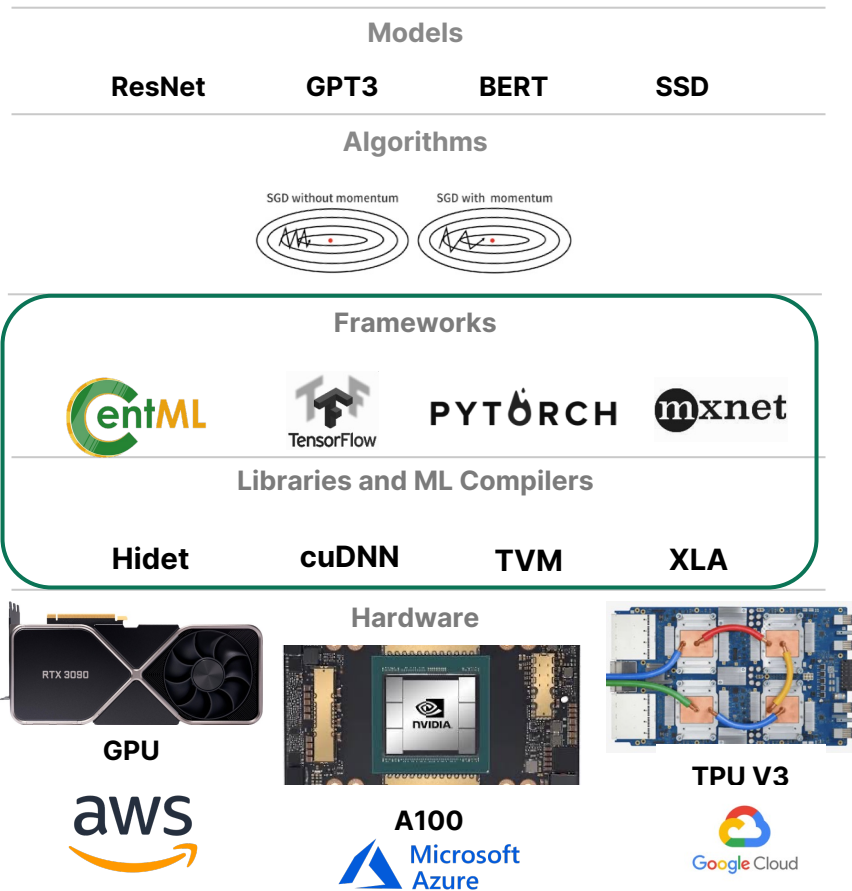 Models
ResNet GPT3 BERT SSD
Algorithms
SGD without momentum SGD with momentum
Frameworks
CentML TensorFlow PYTORCH mxnet
Libraries and ML Compilers
Hidet cuDNN TVM XLA
Hardware
RTX 3090
NVIDIA
GPU
TPU V3
aws
A100
Microsoft
Azure
Google Cloud